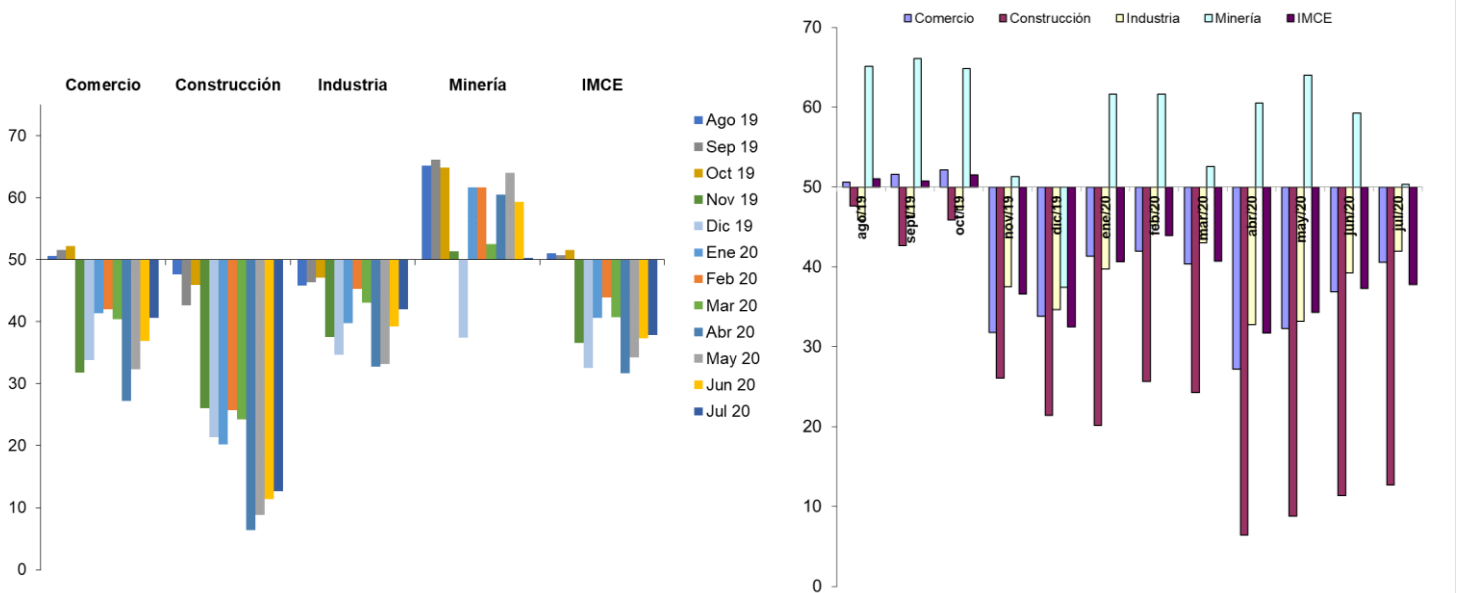 Comercio Construcción Industria Minería IMCE
70
60
50
40
30
20
10
0
Ago 19
Sep 19
Oct 19
Nov 19
Dic 19
Ene 20
Feb 20
Mar 20
Abr 20
May 20
Jun 20
Jul 20
Comercio Construcción Industria Minería IMCE
70
60
50
40
30
20
10
0
ago/19
sept/19
oct/19
nov/19
dic/19
ene/20
feb/20
mar/20
abr/20
may/20
jun/20
jul/20